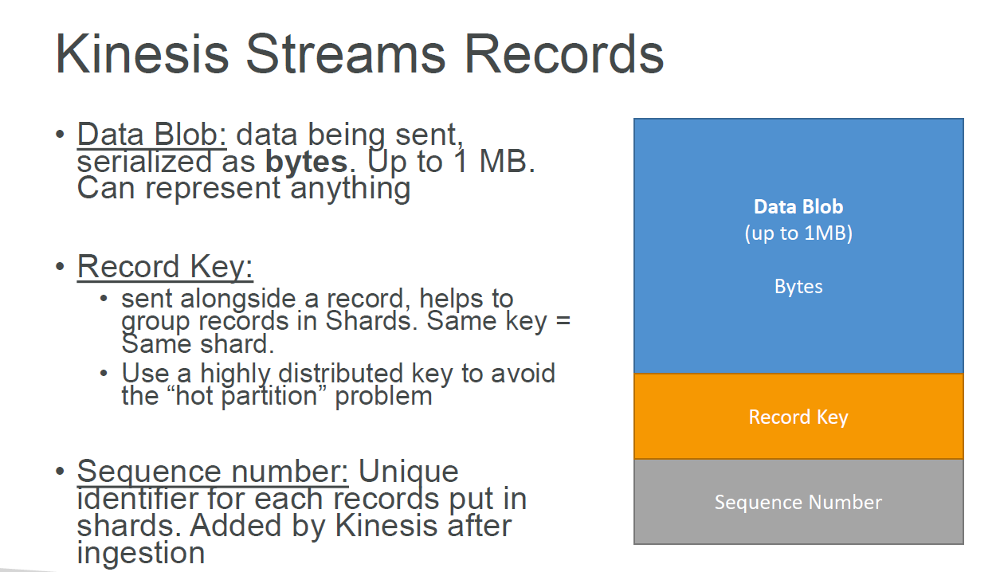 Kinesis Streams Records
• Data Blob: data being sent,
serialized as bytes. Up to 1 MB.
Can represent anything
• Record Key:
• sent alongside a record, helps to
group records in Shards. Same key =
Same shard.
• Use a highly distributed key to avoid
the “hot partition” problem
• Sequence number: Unique
identifier for each records put in
shards. Added by Kinesis after
ingestion
Data Blob
(up to 1MB)
Bytes
Record Key
Sequence Number